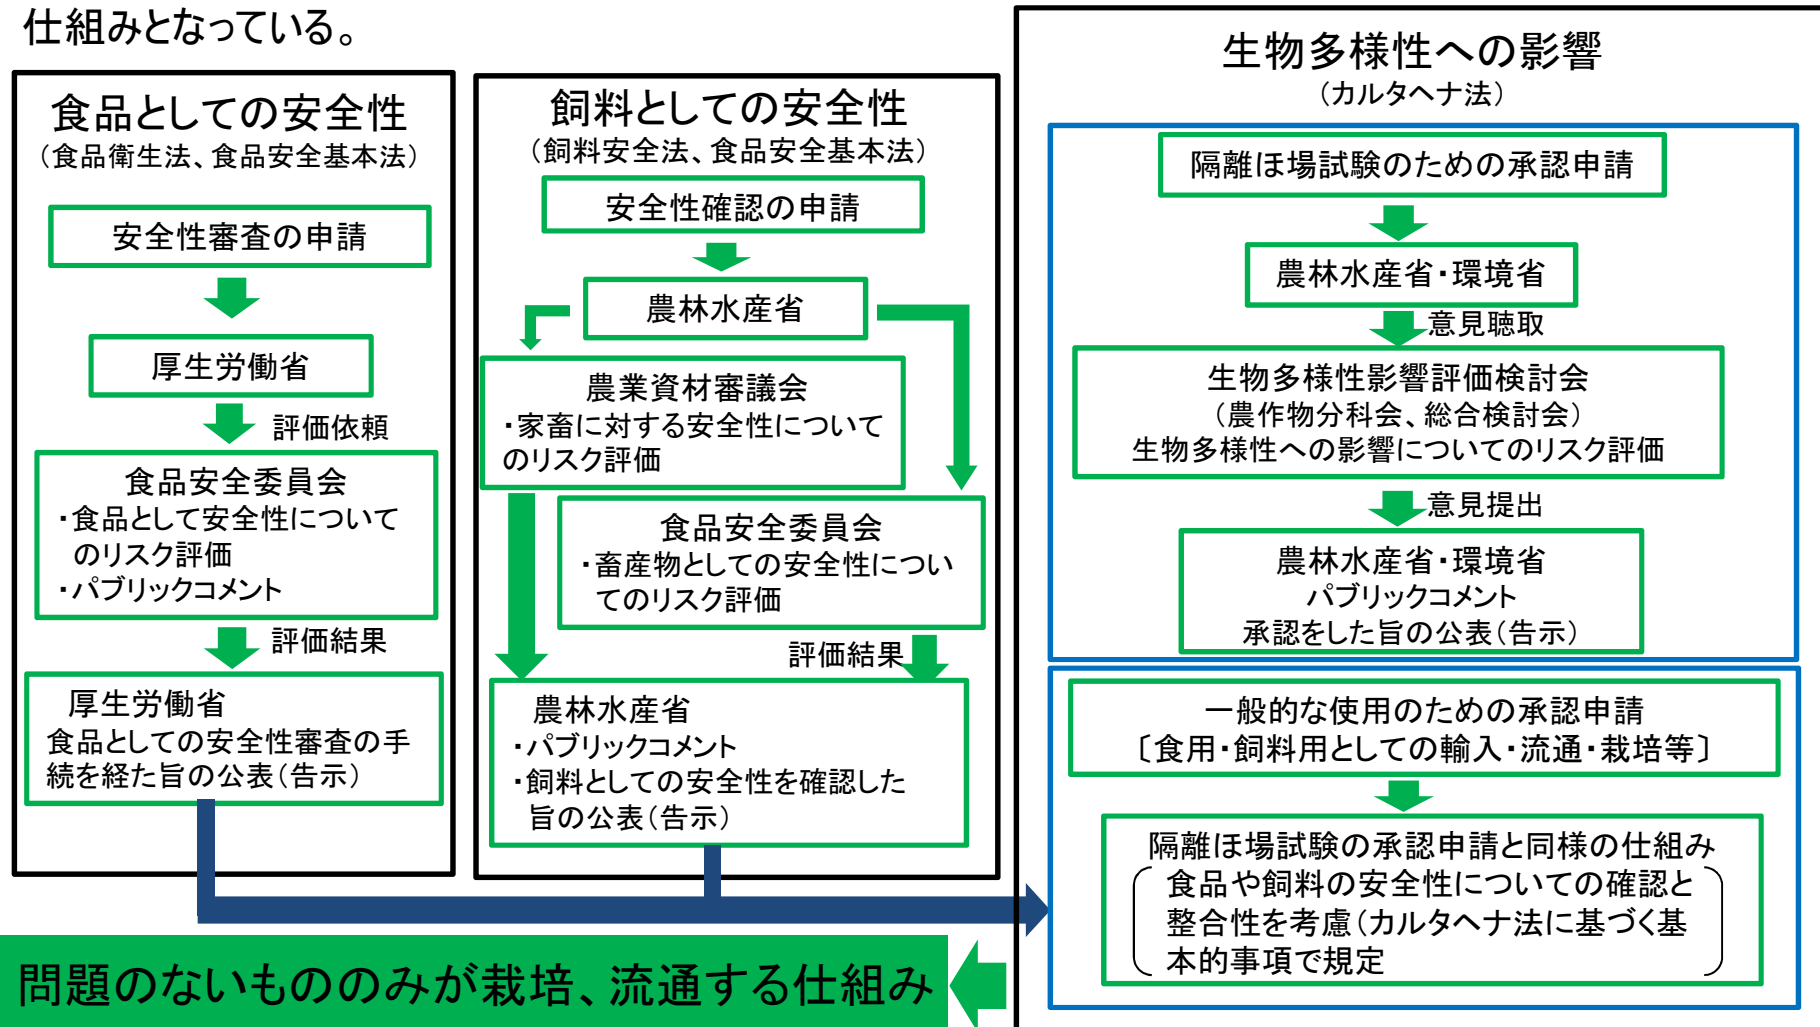 仕組みとなっている。
食品としての安全性
（食品衛生法、食品安全基本法）
安全性審査の申請
厚生労働省
評価依頼
食品安全委員会
・食品として安全性について
のリスク評価
・パブリックコメント
評価結果
厚生労働省
食品としての安全性審査の手
続を経た旨の公表（告示）
飼料としての安全性
（飼料安全法、食品安全基本法）
安全性確認の申請
農林水産省
農業資材審議会
・家畜に対する安全性について
のリスク評価
食品安全委員会
・畜産物としての安全性につい
てのリスク評価
評価結果
農林水産省
・パブリックコメント
・飼料としての安全性を確認した
旨の公表（告示）
生物多様性への影響
（カルタヘナ法）
隔離ほ場試験のための承認申請
農林水産省・環境省
意見聴取
生物多様性影響評価検討会
（農作物分科会、総合検討会）
生物多様性への影響についてのリスク評価
意見提出
農林水産省・環境省
パブリックコメント
承認をした旨の公表（告示）
一般的な使用のための承認申請
〔食用・飼料用としての輸入・流通・栽培等〕
隔離ほ場試験の承認申請と同様の仕組み
食品や飼料の安全性についての確認と
整合性を考慮（カルタヘナ法に基づく基
本的事項で規定
問題のないもののみが栽培、流通する仕組み